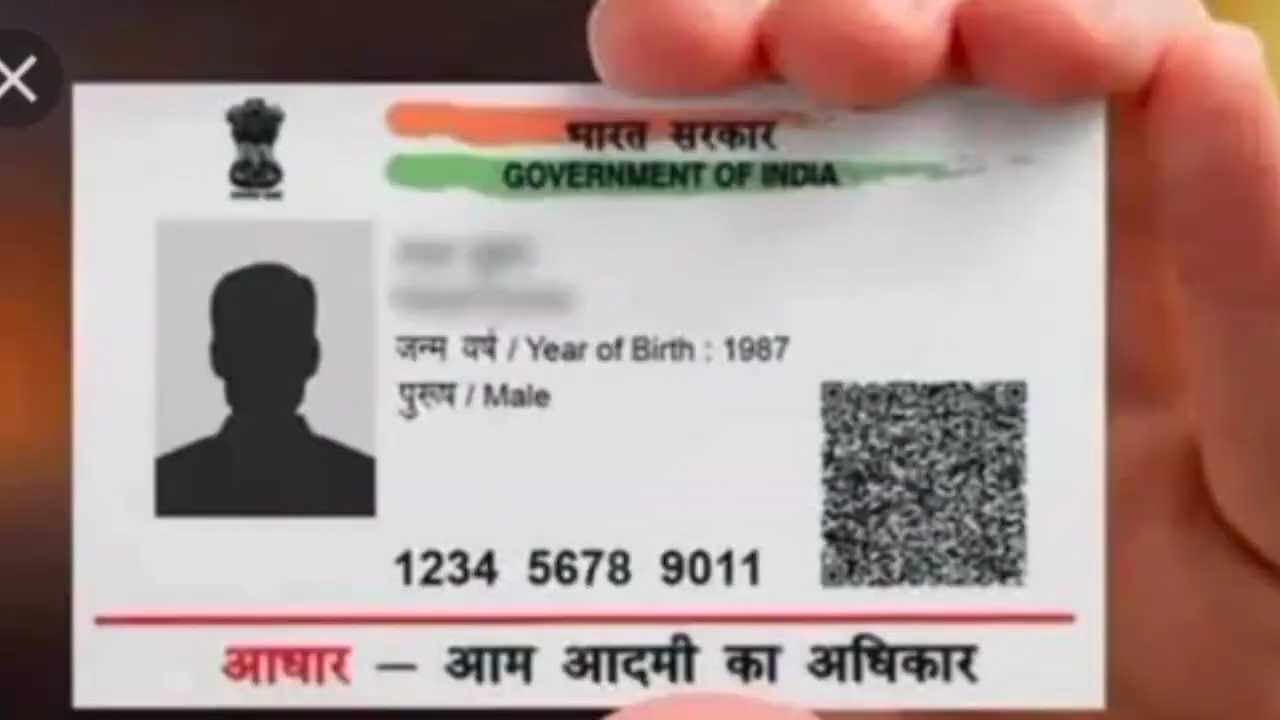 भारत सरकार
GOVERNMENT OF INDIA
जन्म वर्ष / Year of Birth : 1987
पुरूष / Male
1234 5678 9011
आधार — आम आदमी का अधिकार